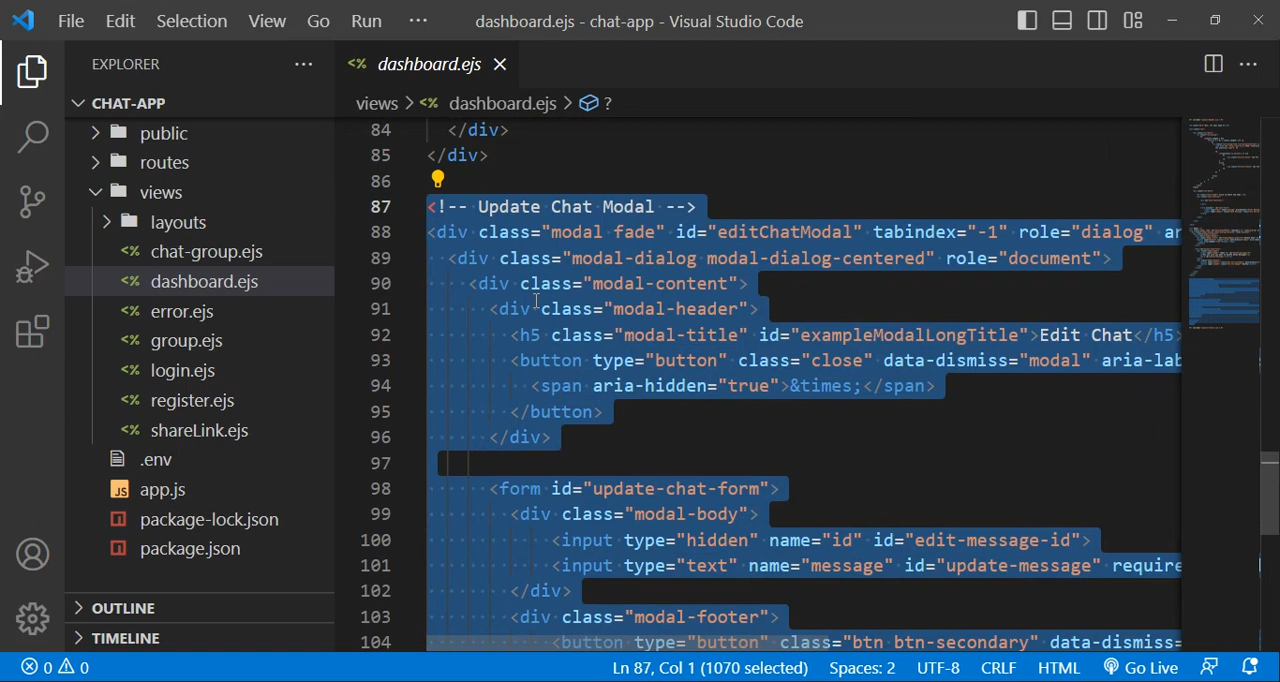 File Edit Selection View Go Run ··· dashboard.ejs - chat-app - Visual Studio Code
EXPLORER ···
<% dashboard.ejs
CHAT-APP
views > <% dashboard.ejs > ?
public
routes
views
layouts
<% chat-group.ejs
<% dashboard.ejs
<% error.ejs
<% group.ejs
<% login.ejs
<% register.ejs
<% shareLink.ejs
.env
JS app.js
package-lock.json
package.json
OUTLINE
TIMELINE
84 </div>
85 </div>
86
87 <!-- Update Chat Modal -->
88 <div class="modal fade" id="editChatModal" tabindex="-1" role="dialog" ar
89 <div class="modal-dialog modal-dialog-centered" role="document">
90 <div class="modal-content">
91 <div class="modal-header">
92 <h5 class="modal-title" id="exampleModalLongTitle">Edit Chat</h5
93 <button type="button" class="close" data-dismiss="modal" aria-lab
94 <span aria-hidden="true">&times;</span>
95 </button>
96 </div>
97
98 <form id="update-chat-form">
99 <div class="modal-body">
100 <input type="hidden" name="id" id="edit-message-id">
101 <input type="text" name="message" id="update-message" require
102 </div>
103 <div class="modal-footer">
104 <button type="button" class="btn btn-secondary" data-dismiss=
0 0 Ln 87, Col 1 (1070 selected) Spaces: 2 UTF-8 CRLF HTML Go Live